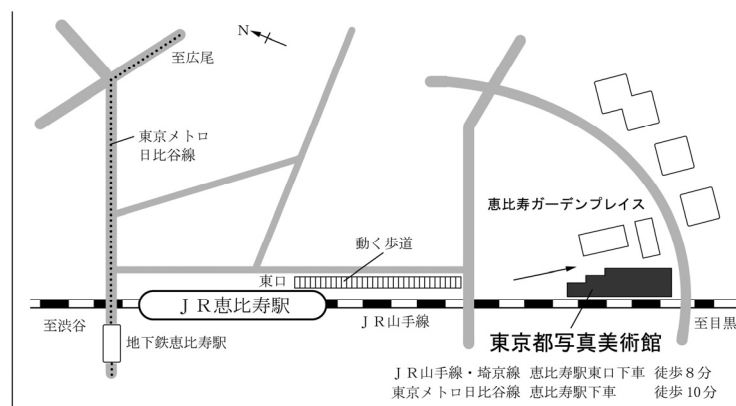 N
至広尾
東京メトロ
日比谷線
恵比寿ガーデンプレイス
動く歩道
東口
JR恵比寿駅
至渋谷
JR山手線
至目黒
地下鉄恵比寿駅
東京都写真美術館
JR山手線・埼京線 恵比寿駅東口下車 徒歩8分
東京メトロ日比谷線 恵比寿駅下車 徒歩10分